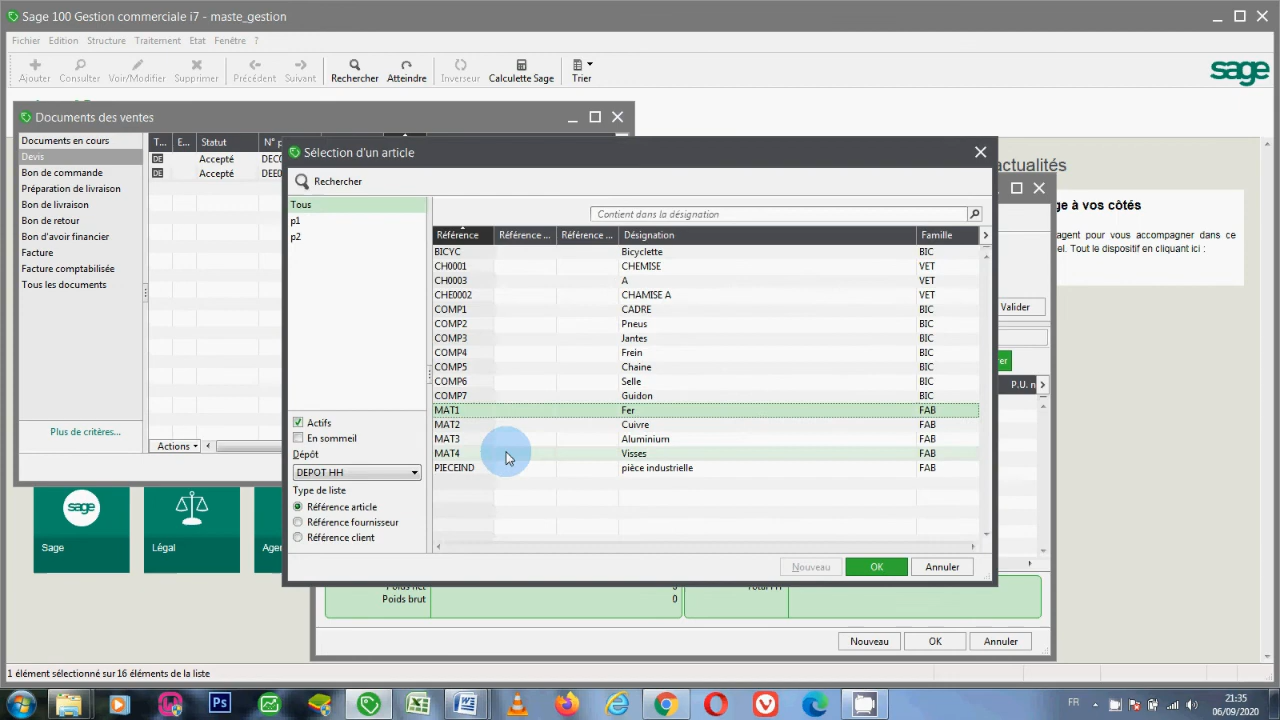 Sage 100 Gestion commerciale i7 - maste_gestion
Fichier Edition Structure Traitement Etat Fenêtre ?
Ajouter Consulter Voir/Modifier Supprimer Précédent Suivant Rechercher Atteindre Inverseur Calculette Sage Trier
sage
Documents des ventes
Documents en cours
Devis
Bon de commande
Préparation de livraison
Bon de livraison
Bon de retour
Bon d'avoir financier
Facture
Facture comptabilisée
Tous les documents
Plus de critères...
T... E... Statut N° p
DE Accepté
DE Accepté
Actions
Sélection d'un article
Rechercher
Tous
p1
p2
Contient dans la désignation
Référence Référence ... Référence ... Désignation Famille
BICYC Bicyclette BIC
CH0001 CHEMISE VET
CH0003 A VET
CHE0002 CHAMISE A VET
COMP1 CADRE BIC
COMP2 Pneus BIC
COMP3 Jantes BIC
COMP4 Frein BIC
COMP5 Chaine BIC
COMP6 Selle BIC
COMP7 Guidon BIC
MAT1 Fer FAB
MAT2 Cuivre FAB
MAT3 Aluminium FAB
MAT4 Visses FAB
PIECEIND pièce industrielle FAB
Actifs
En sommeil
Dépôt
DEPOT HH
Type de liste
Référence article
Référence fournisseur
Référence client
Nouveau OK Annuler
actualités
ge à vos côtés
agent pour vous accompagner dans ce
el. Tout le dispositif en cliquant ici :
Valider
P.U. n
sage
Sage
Légal
Agen
Poids net 0
Poids brut 0
Nouveau OK Annuler
1 élément sélectionné sur 16 éléments de la liste
FR
21:35
06/09/2020